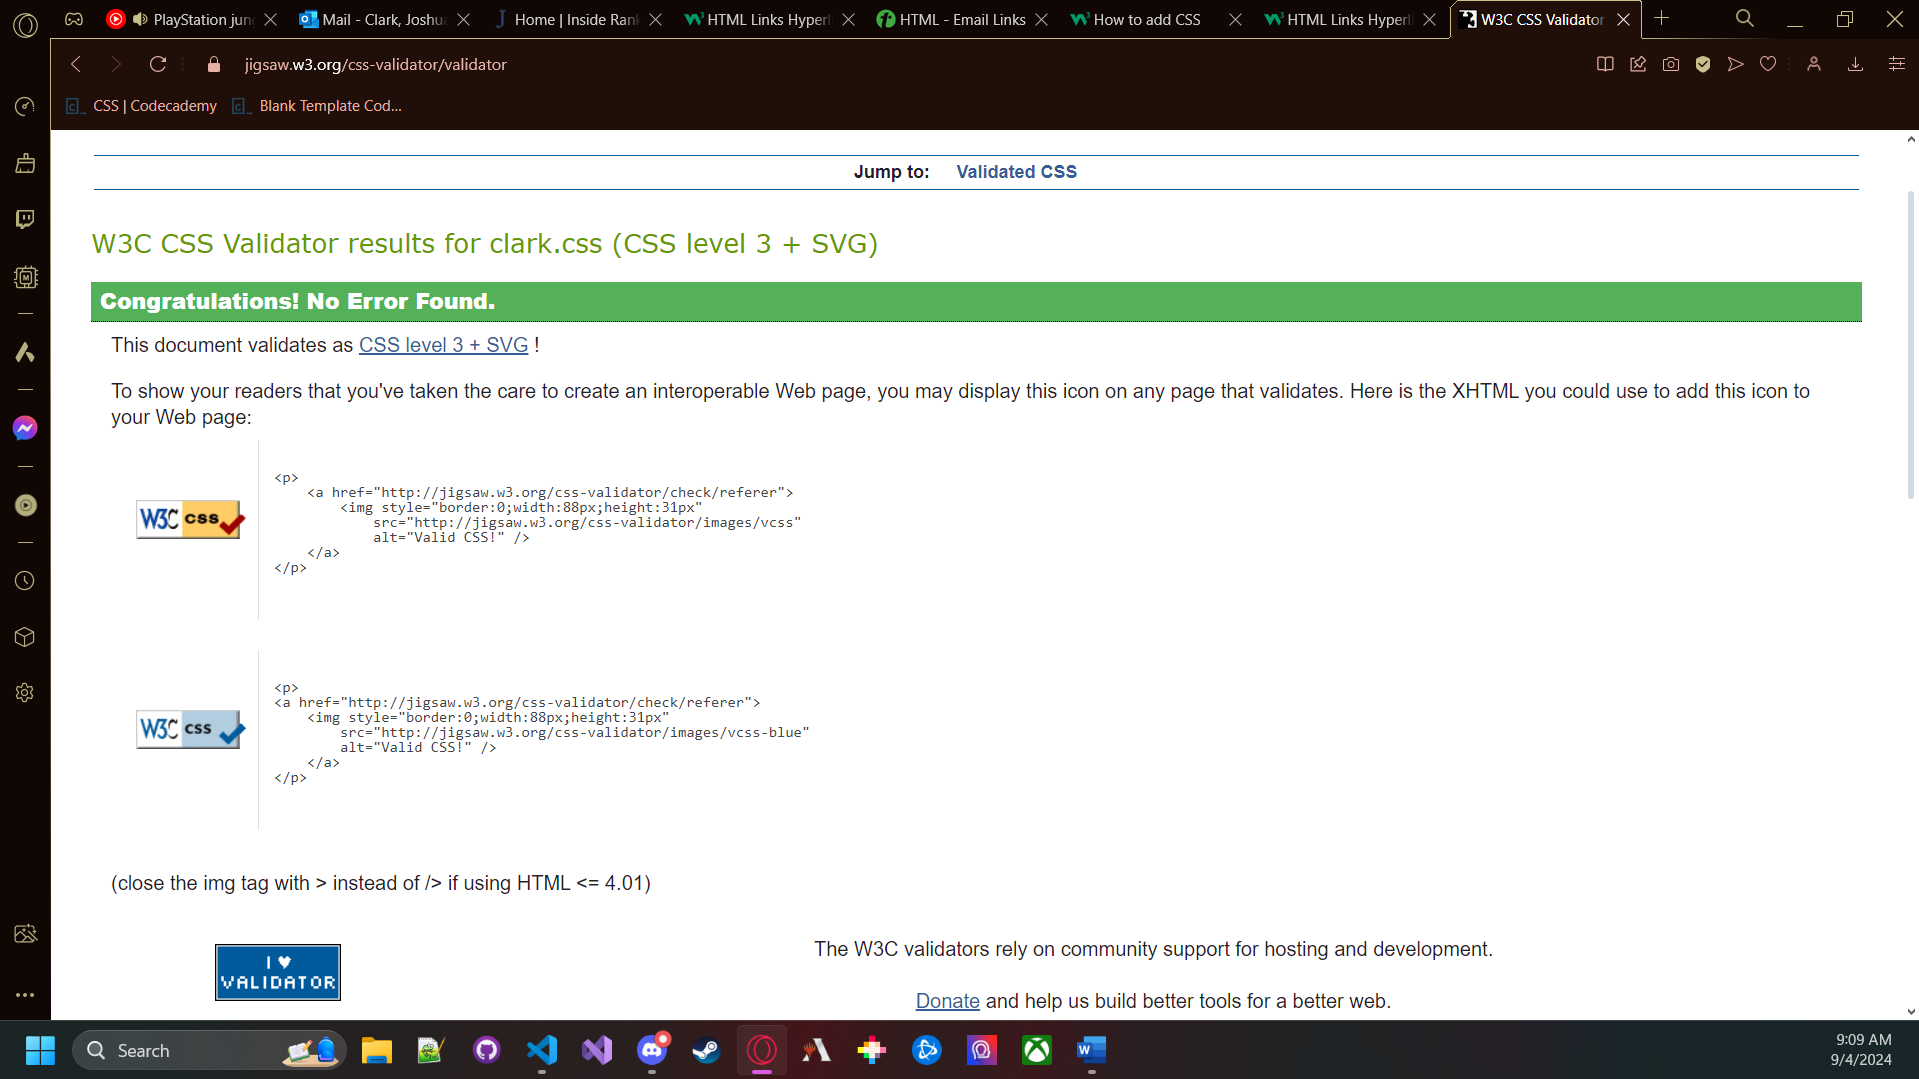 PlayStation jun
Mail - Clark, Joshua
Home | Inside Rank
HTML Links Hyperl
HTML - Email Links
How to add CSS
HTML Links Hyperl
W3C CSS Validator
jigsaw.w3.org/css-validator/validator
CSS | Codecademy
Blank Template Cod...
Jump to: Validated CSS
W3C CSS Validator results for clark.css (CSS level 3 + SVG)
Congratulations! No Error Found.
This document validates as CSS level 3 + SVG !
To show your readers that you've taken the care to create an interoperable Web page, you may display this icon on any page that validates. Here is the XHTML you could use to add this icon to
your Web page:
W3C css
<p>
<a href="http://jigsaw.w3.org/css-validator/check/referer">
<img style="border:0;width:88px;height:31px"
src="http://jigsaw.w3.org/css-validator/images/vcss"
alt="Valid CSS!" />
</a>
</p>
W3C css
<p>
<a href="http://jigsaw.w3.org/css-validator/check/referer">
<img style="border:0;width:88px;height:31px"
src="http://jigsaw.w3.org/css-validator/images/vcss-blue"
alt="Valid CSS!" />
</a>
</p>
(close the img tag with > instead of /> if using HTML <= 4.01)
I ♥
VALIDATOR
The W3C validators rely on community support for hosting and development.
Donate and help us build better tools for a better web.
Search
9:09 AM
9/4/2024